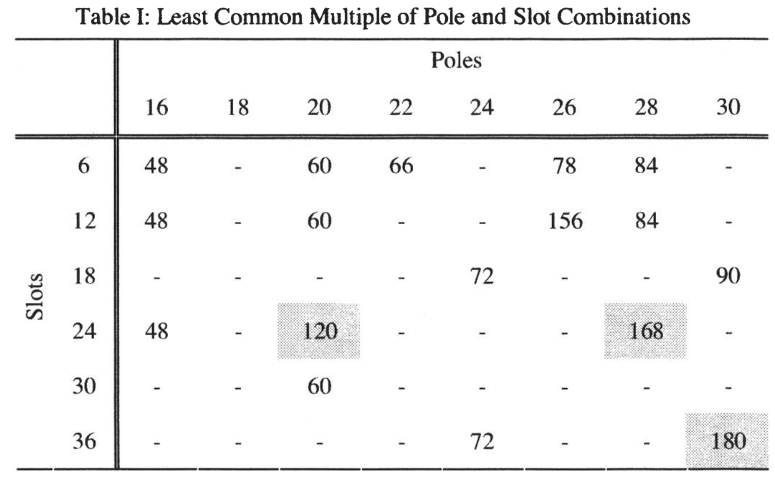 Table I: Least Common Multiple of Pole and Slot Combinations
Poles
16 18 20 22 24 26 28 30
Slots
6 48 - 60 66 - 78 84 -
12 48 - 60 - - 156 84 -
18 - - - - 72 - - 90
24 48 - 120 - - - 168 -
30 - - 60 - - - - -
36 - - - - 72 - - 180